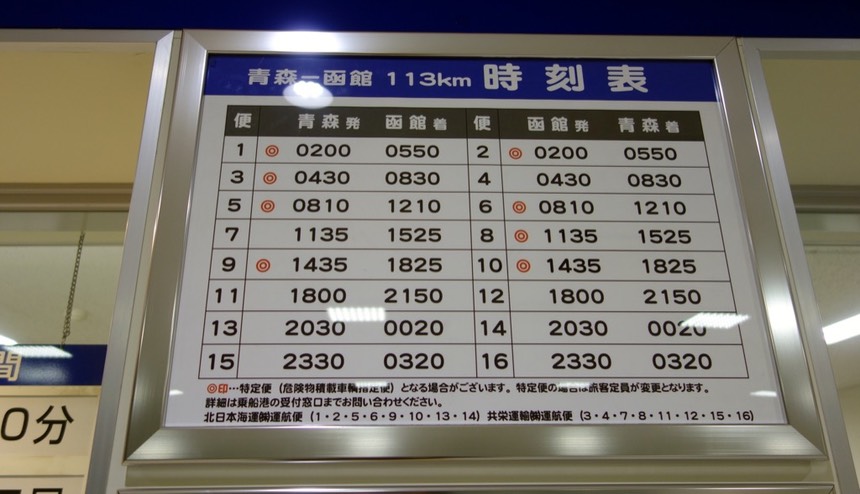 青森ー函館 113km 時刻表
便 青森発 函館着 便 函館発 青森着
1 ◎ 0200 0550 2 ◎ 0200 0550
3 ◎ 0430 0830 4 0430 0830
5 ◎ 0810 1210 6 ◎ 0810 1210
7 1135 1525 8 ◎ 1135 1525
9 ◎ 1435 1825 10 ◎ 1435 1825
11 1800 2150 12 1800 2150
13 2030 0020 14 2030 0020
15 2330 0320 16 2330 0320
◎印…特定便（危険物積載車輌指定便）となる場合がございます。特定便の場合は旅客定員が変更となります。
詳細は乗船港の受付窓口までお問い合わせください。
北日本海運㈱運航便（1・2・5・6・9・10・13・14）共栄運輸㈱運航便（3・4・7・8・11・12・15・16）
間
0分